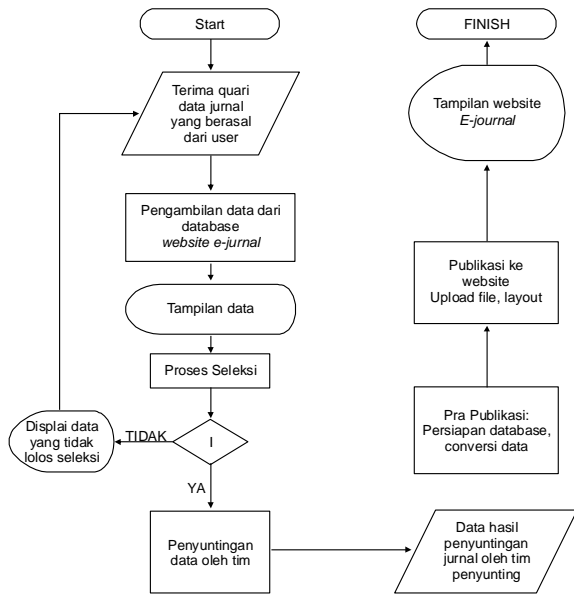 Start
Terima quari
data jurnal
yang berasal
dari user
Pengambilan data dari
database
website e-jurnal
Tampilan data
Proses Seleksi
I
TIDAK
Displai data
yang tidak
lolos seleksi
YA
Penyuntingan
data oleh tim
Data hasil
penyuntingan
jurnal oleh tim
penyunting
Pra Publikasi:
Persiapan database,
conversi data
Publikasi ke
website
Upload file, layout
Tampilan website
E-journal
FINISH